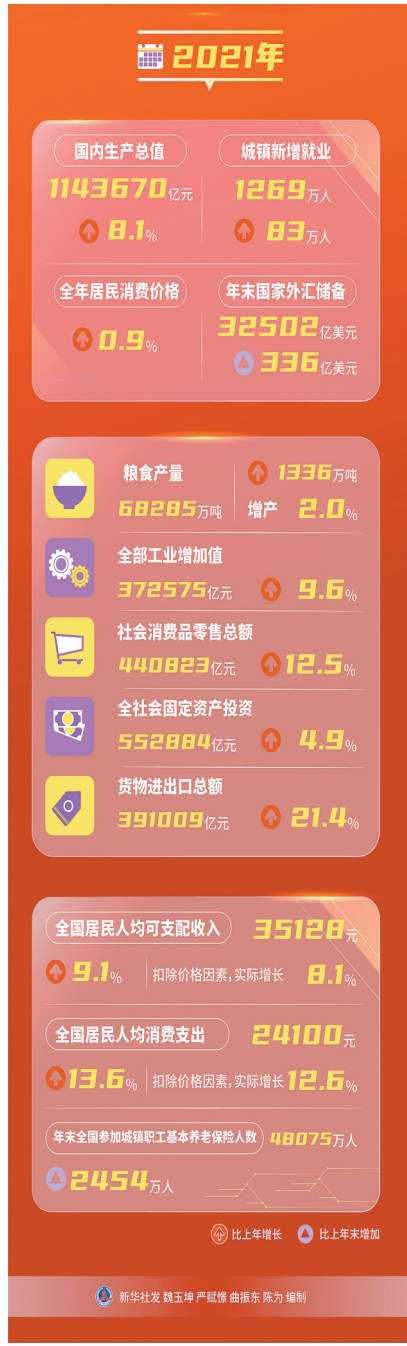 2021年
国内生产总值
1143670亿元
8.1%
城镇新增就业
1269万人
83万人
全年居民消费价格
0.9%
年末国家外汇储备
32502亿美元
336亿美元
粮食产量
68285万吨
1336万吨
增产 2.0%
全部工业增加值
372575亿元 9.6%
社会消费品零售总额
440823亿元 12.5%
全社会固定资产投资
552884亿元 4.9%
货物进出口总额
391009亿元 21.4%
全国居民人均可支配收入 35128元
9.1% 扣除价格因素,实际增长 8.1%
全国居民人均消费支出 24100元
13.6% 扣除价格因素,实际增长 12.6%
年末全国参加城镇职工基本养老保险人数 48075万人
2454万人
比上年增长 比上年末增加
新华社发 魏玉坤 严赋憬 曲振东 陈为 编制